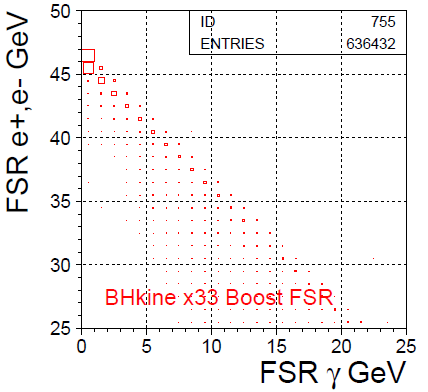 50
45
40
35
30
25
FSR e+,e- GeV
ID 755
ENTRIES 636432
BHkine x33 Boost FSR
0 5 10 15 20 25
FSR γ GeV